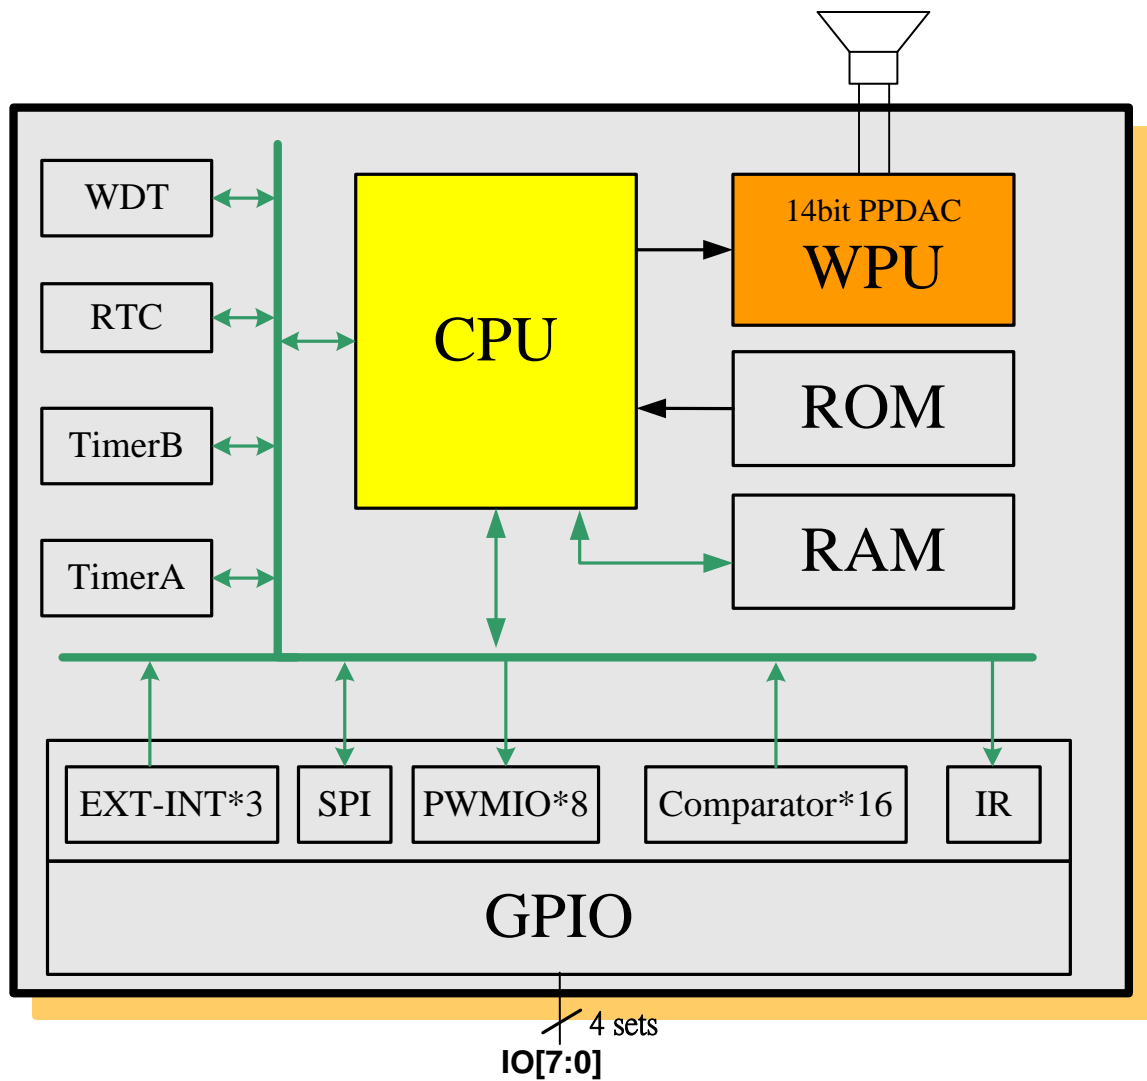 WDT
14bit PPDAC
WPU
RTC
CPU
ROM
TimerB
RAM
TimerA
EXT-INT*3
SPI
PWMIO*8
Comparator*16
IR
GPIO
4 sets
IO[7:0]